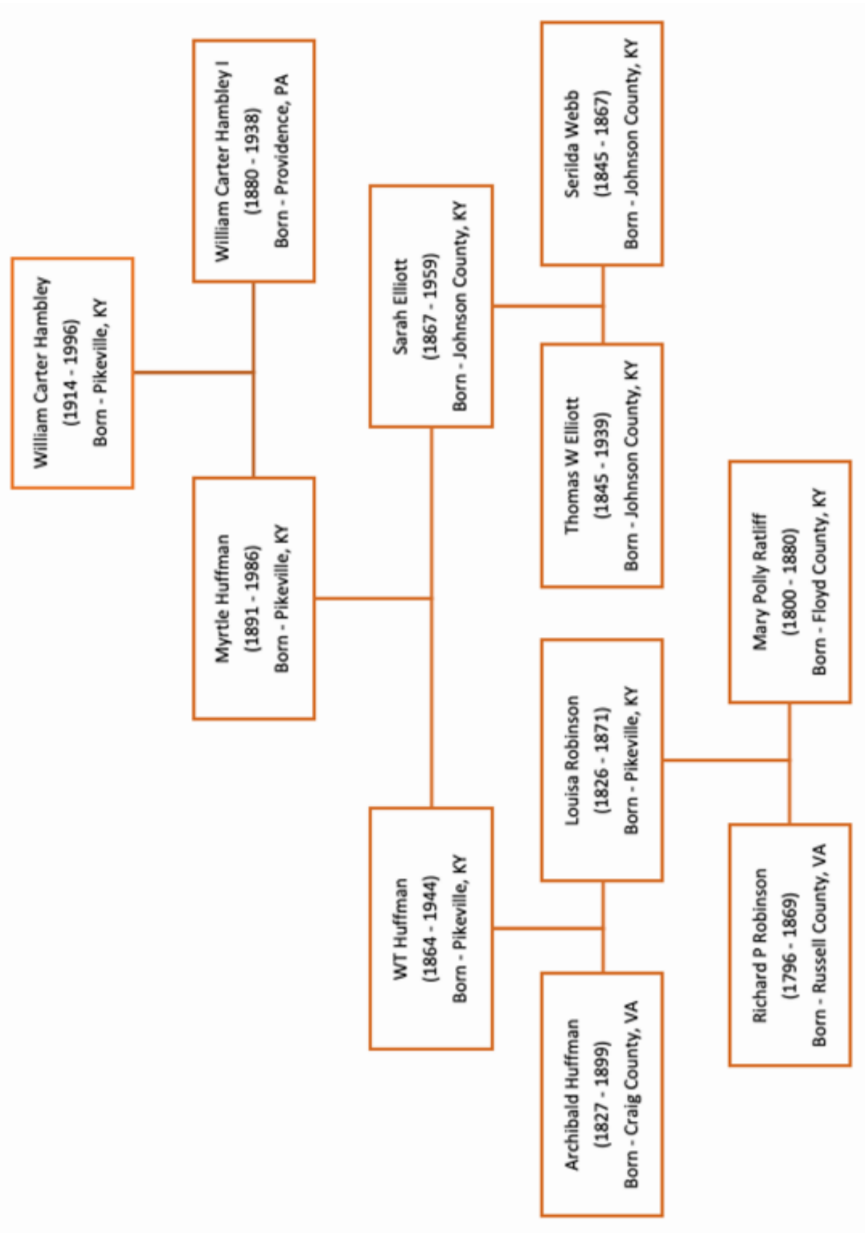 William Carter Hambley
(1914 - 1996)
Born - Pikeville, KY
Myrtle Huffman
(1891 - 1986)
Born - Pikeville, KY
William Carter Hambley I
(1880 - 1938)
Born - Providence, PA
WT Huffman
(1864 - 1944)
Born - Pikeville, KY
Sarah Elliott
(1867 - 1959)
Born - Johnson County, KY
Archibald Huffman
(1827 - 1899)
Born - Craig County, VA
Louisa Robinson
(1826 - 1871)
Born - Pikeville, KY
Thomas W Elliott
(1845 - 1939)
Born - Johnson County, KY
Serilda Webb
(1845 - 1867)
Born - Johnson County, KY
Richard P Robinson
(1796 - 1869)
Born - Russell County, VA
Mary Polly Ratliff
(1800 - 1880)
Born - Floyd County, KY